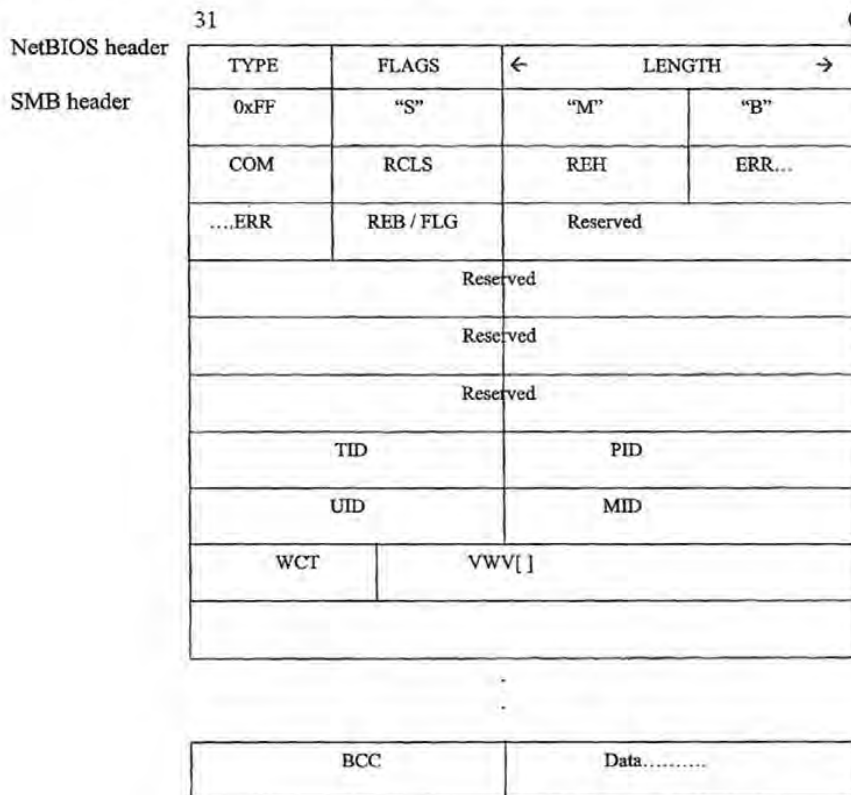 31
NetBIOS header
TYPE FLAGS ← LENGTH →
SMB header
0xFF “S” “M” “B”
COM RCLS REH ERR…
….ERR REB / FLG Reserved
Reserved
Reserved
Reserved
TID PID
UID MID
WCT VWV[ ]
BCC Data……….